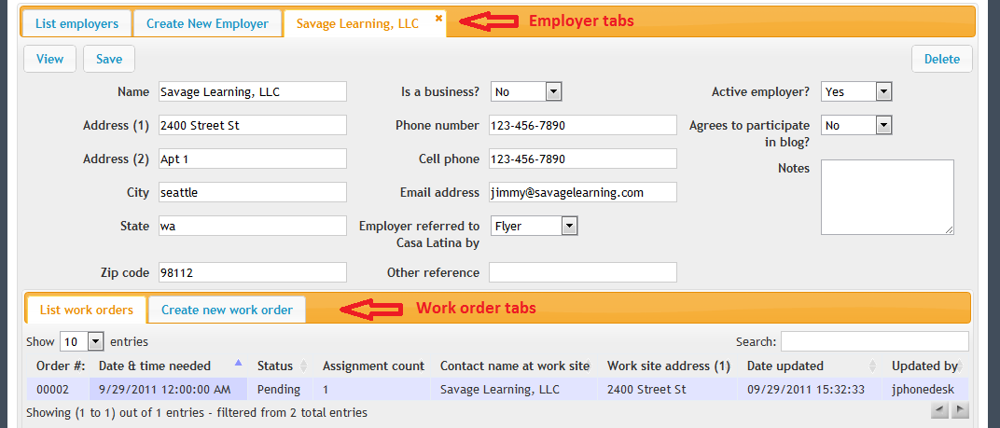 List employers Create New Employer Savage Learning, LLC Employer tabs
View Save Delete
Name Savage Learning, LLC Is a business? No Active employer? Yes
Address (1) 2400 Street St Phone number 123-456-7890 Agrees to participate in blog? No
Address (2) Apt 1 Cell phone 123-456-7890 Notes
City seattle Email address jimmy@savagelearning.com
State wa Employer referred to Casa Latina by Flyer
Zip code 98112 Other reference
List work orders Create new work order Work order tabs
Show 10 entries Search:
Order #: Date & time needed Status Assignment count Contact name at work site Work site address (1) Date updated Updated by
00002 9/29/2011 12:00:00 AM Pending 1 Savage Learning, LLC 2400 Street St 09/29/2011 15:32:33 jphonedesk
Showing (1 to 1) out of 1 entries - filtered from 2 total entries